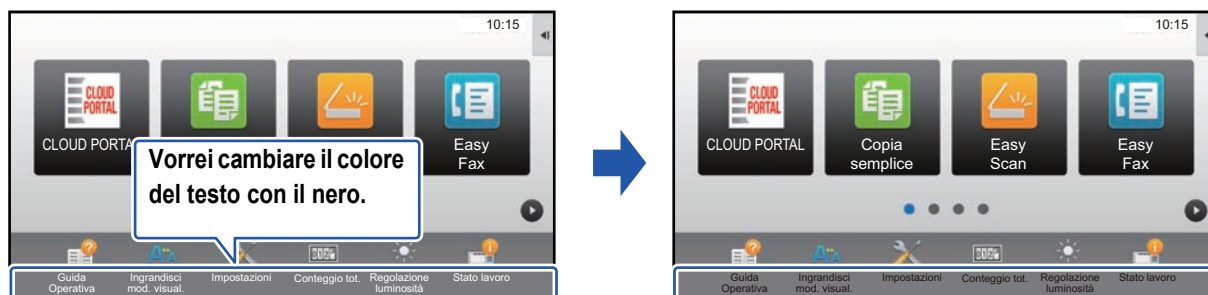 10:15
CLOUD
PORTAL
CLOUD PORTA
Easy
Fax
Vorrei cambiare il colore
del testo con il nero.
Guida
Operativa
Ingrandisci
mod. visual.
Impostazioni
Conteggio tot.
Regolazione
luminosità
Stato lavoro
10:15
CLOUD
PORTAL
CLOUD PORTAL
Copia
semplice
Easy
Scan
Easy
Fax
Guida
Operativa
Ingrandisci
mod. visual.
Impostazioni
Conteggio tot.
Regolazione
luminosità
Stato lavoro